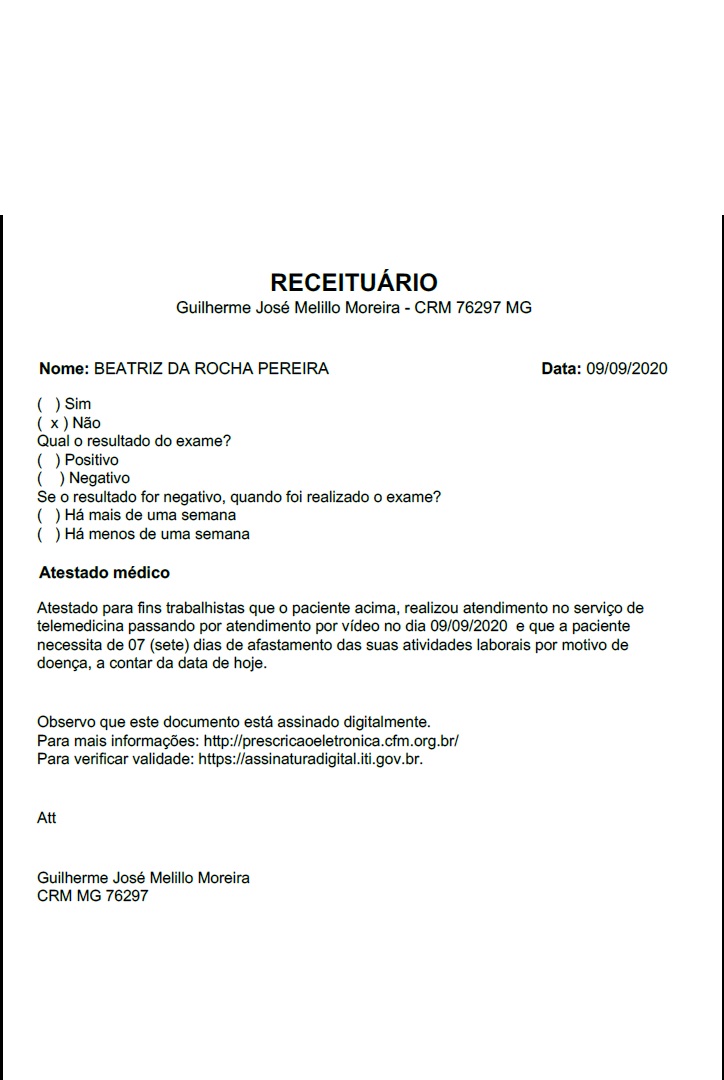 RECEITUÁRIO
Guilherme José Melillo Moreira - CRM 76297 MG
Nome: BEATRIZ DA ROCHA PEREIRA Data: 09/09/2020
( ) Sim
( x ) Não
Qual o resultado do exame?
( ) Positivo
( ) Negativo
Se o resultado for negativo, quando foi realizado o exame?
( ) Há mais de uma semana
( ) Há menos de uma semana
Atestado médico
Atestado para fins trabalhistas que o paciente acima, realizou atendimento no serviço de
telemedicina passando por atendimento por vídeo no dia 09/09/2020 e que a paciente
necessita de 07 (sete) dias de afastamento das suas atividades laborais por motivo de
doença, a contar da data de hoje.
Observo que este documento está assinado digitalmente.
Para mais informações: http://prescricaoeletronica.cfm.org.br/
Para verificar validade: https://assinaturadigital.iti.gov.br.
Att
Guilherme José Melillo Moreira
CRM MG 76297